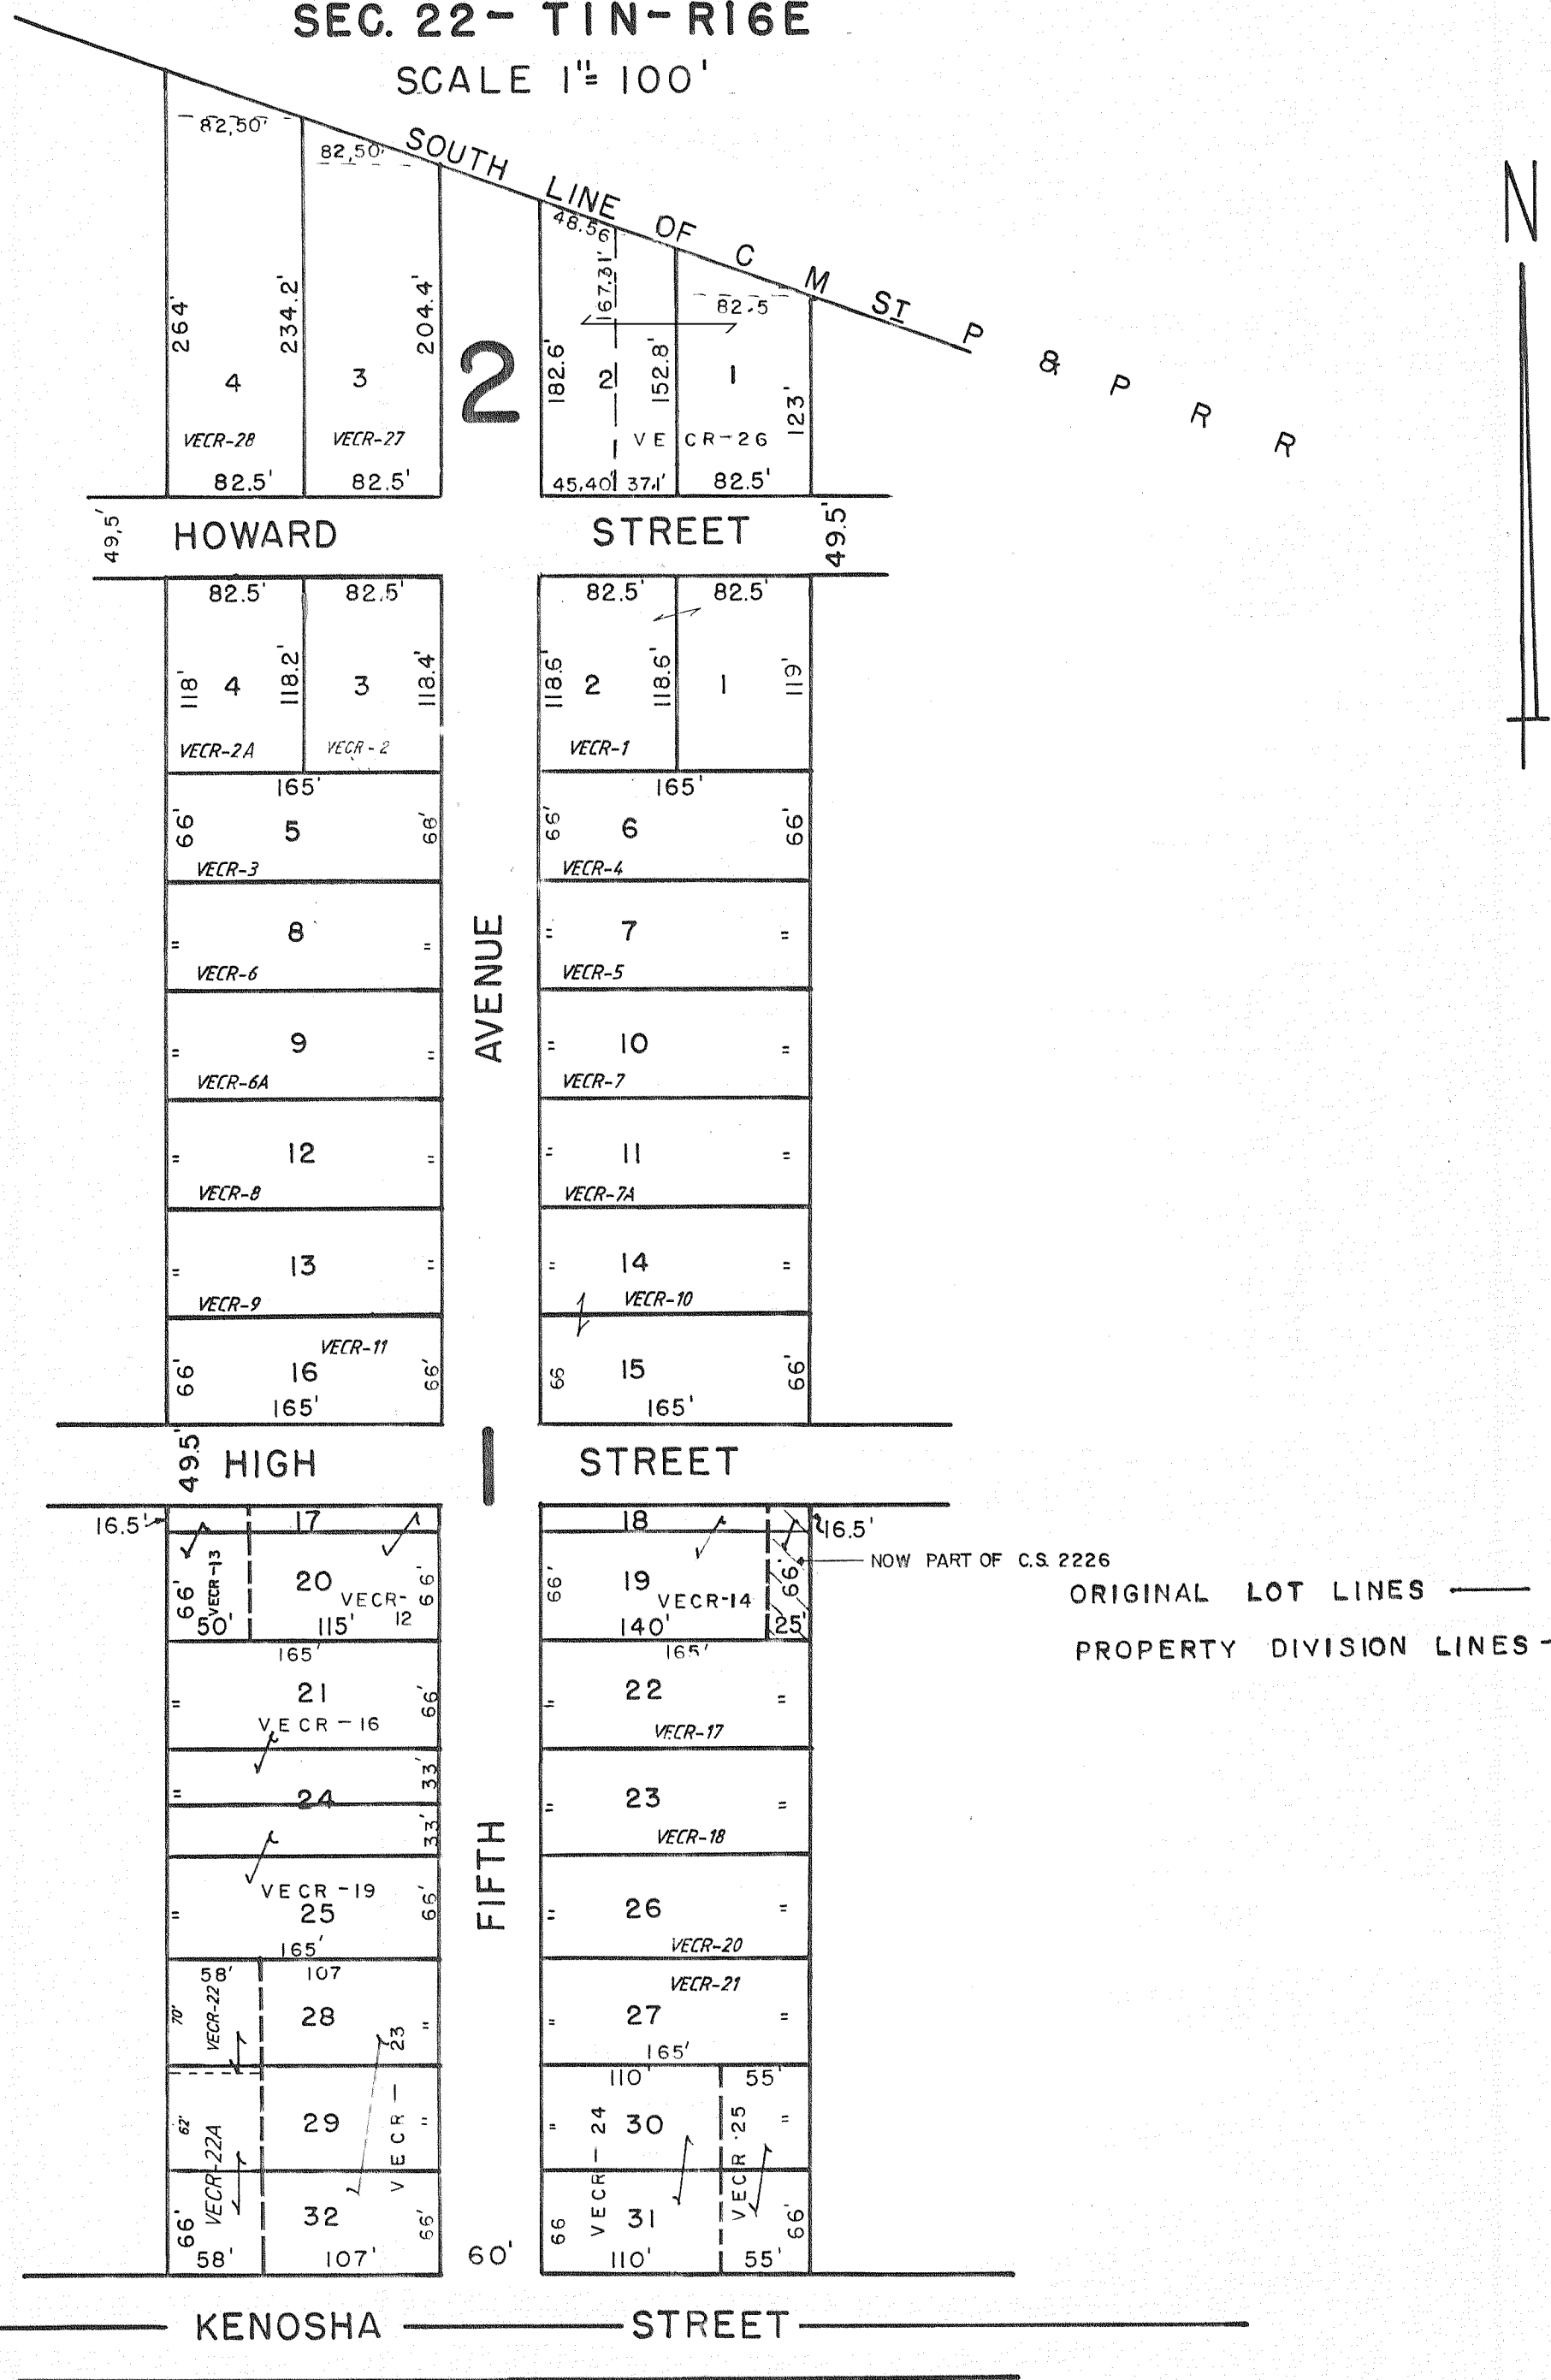 SEC. 22- TIN-RI6E
SCALE 1"= 100'
SOUTH LINE OF C M ST P & P R R
N
82,50'
82,50'
48.56
167.31'
82.5
264'
234.2'
204.4'
182.6'
152.8'
123'
4
3
2
2
1
VECR-28
VECR-27
VECR-26
82.5'
82.5'
45.40'
37.1'
82.5'
49,5'
HOWARD STREET
49.5'
82.5'
82.5'
82.5'
82.5'
118'
4
118.2'
3
118.4'
118.6'
2
118.6'
1
119'
VECR-2A
VECR-2
VECR-1
165'
165'
66'
5
66'
66'
6
66'
VECR-3
VECR-4
= 8 =
= 7 =
VECR-6
VECR-5
AVENUE
= 9 =
= 10 =
VECR-6A
VECR-7
= 12 =
= 11 =
VECR-8
VECR-7A
= 13 =
= 14 =
VECR-9
VECR-10
VECR-11
66'
16
66'
66
15
66'
165'
165'
49.5'
HIGH STREET
1
16.5'
17
18
16.5'
NOW PART OF C.S. 2226
66'
VECR-13
20
VECR-12
66'
66'
19
VECR-14
66'
50'
115'
140'
25'
ORIGINAL LOT LINES
PROPERTY DIVISION LINES
165'
165'
= 21 66'
= 22 =
VECR-16
VECR-17
33'
= 24
33'
= 23 =
VECR-18
FIFTH
VECR-19
= 25 66'
= 26 =
165'
VECR-20
58'
107
VECR-21
70'
VECR-22
28
=
= 27 =
165'
VECR-23
110'
55'
62'
VECR-22A
29
=
= 30 =
VECR-24
VECR-25
66'
32
66'
66
31
66'
58'
107'
60'
110'
55'
KENOSHA STREET